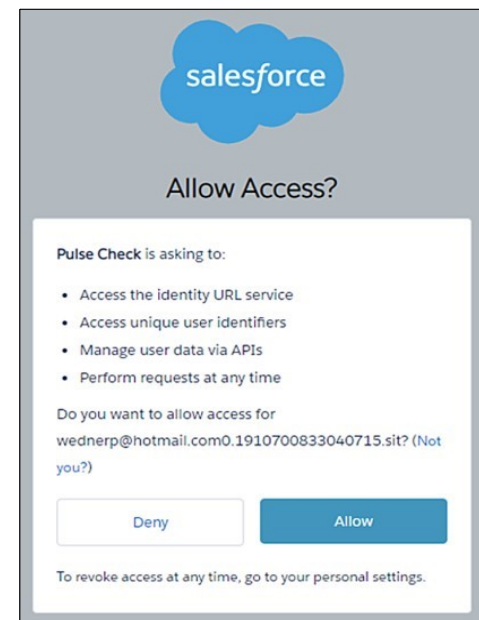 salesforce
Allow Access?
Pulse Check is asking to:
• Access the identity URL service
• Access unique user identifiers
• Manage user data via APIs
• Perform requests at any time
Do you want to allow access for
wednerp@hotmail.com0.1910700833040715.sit? (Not
you?)
Deny
Allow
To revoke access at any time, go to your personal settings.